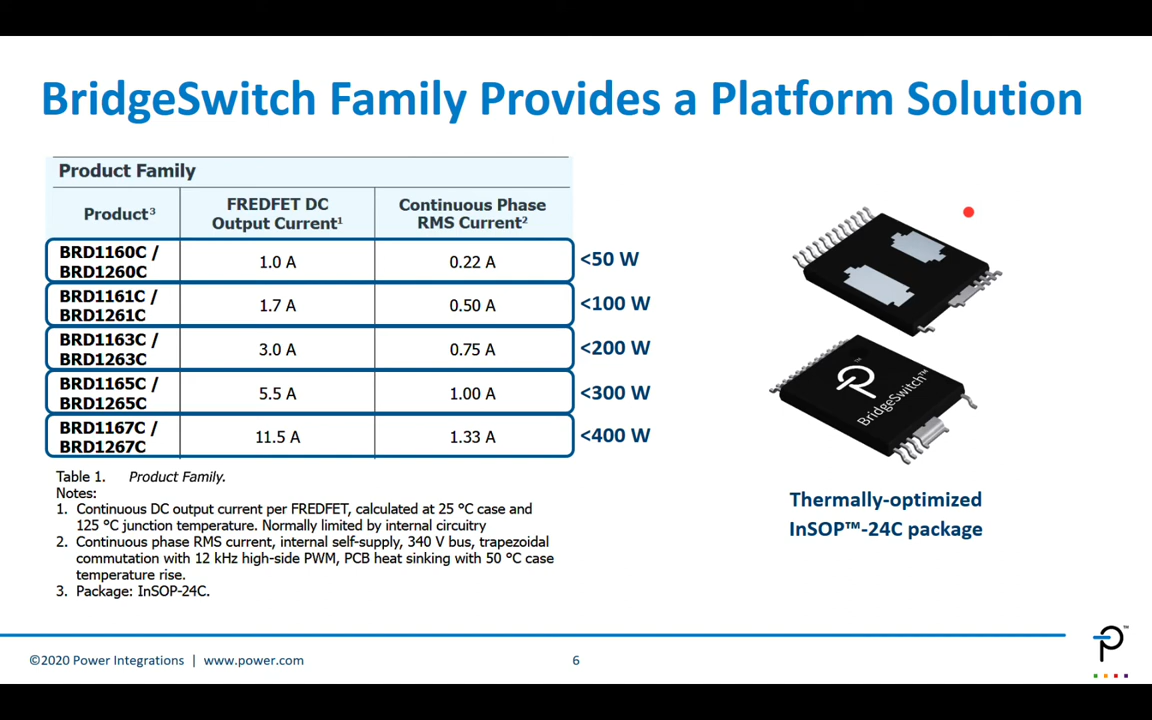 BridgeSwitch Family Provides a Platform Solution
Product Family
Product³
FREDFET DC
Output Current¹
Continuous Phase
RMS Current²
BRD1160C /
BRD1260C
1.0 A
0.22 A
<50 W
BRD1161C /
BRD1261C
1.7 A
0.50 A
<100 W
BRD1163C /
BRD1263C
3.0 A
0.75 A
<200 W
BRD1165C /
BRD1265C
5.5 A
1.00 A
<300 W
BRD1167C /
BRD1267C
11.5 A
1.33 A
<400 W
Table 1. Product Family.
Notes:
1. Continuous DC output current per FREDFET, calculated at 25 °C case and
125 °C junction temperature. Normally limited by internal circuitry
2. Continuous phase RMS current, internal self-supply, 340 V bus, trapezoidal
commutation with 12 kHz high-side PWM, PCB heat sinking with 50 °C case
temperature rise.
3. Package: InSOP-24C.
BridgeSwitch™
Thermally-optimized
InSOP™-24C package
©2020 Power Integrations | www.power.com
6